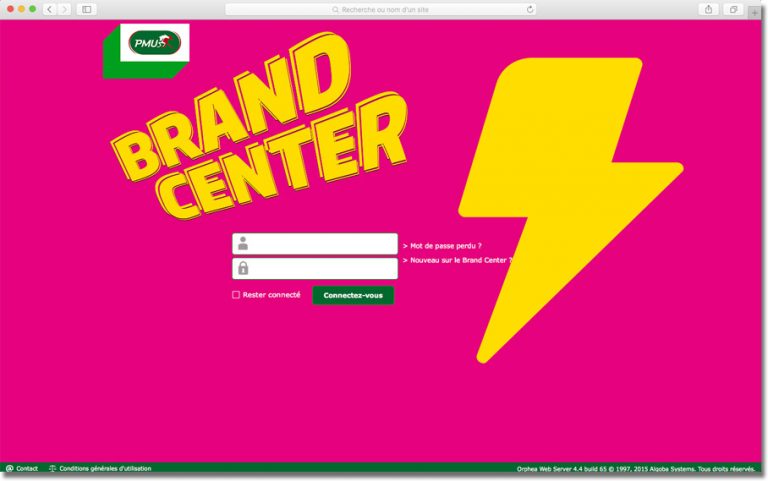 Recherche ou nom d'un site
PMU
BRAND
CENTER
> Mot de passe perdu ?
> Nouveau sur le Brand Center ?
Rester connecté
Connectez-vous
@ Contact
Conditions générales d'utilisation
Orphea Web Server 4.4 build 65 © 1997, 2015 Algoba Systems. Tous droits réservés.